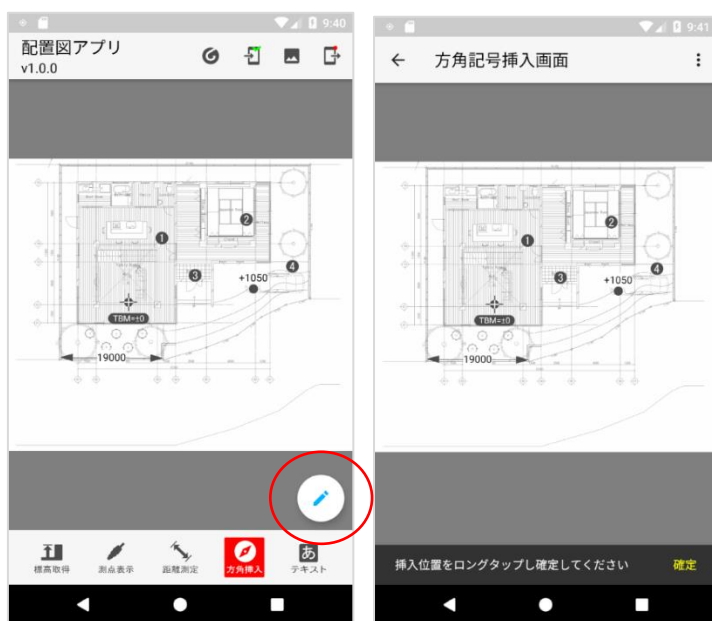 9:40
配置図アプリ
v1.0.0
1
2
3
4
+1050
TBM=±0
19000
標高取得
測点表示
距離測定
方角挿入
あ
テキスト
9:41
方角記号挿入画面
1
2
3
4
+1050
TBM=±0
19000
挿入位置をロングタップし確定してください
確定